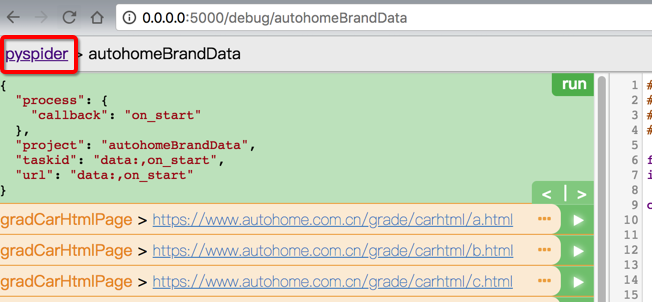 0.0.0.0:5000/debug/autohomeBrandData
pyspider > autohomeBrandData
{
"process": {
"callback": "on_start"
},
"project": "autohomeBrandData",
"taskid": "data:,on_start",
"url": "data:,on_start"
}
run
< | >
gradCarHtmlPage > https://www.autohome.com.cn/grade/carhtml/a.html
gradCarHtmlPage > https://www.autohome.com.cn/grade/carhtml/b.html
gradCarHtmlPage > https://www.autohome.com.cn/grade/carhtml/c.html
1 #
2 #
3 #
4 #
5
6 f
7 i
8
9 c
10
11
12
13
14
15